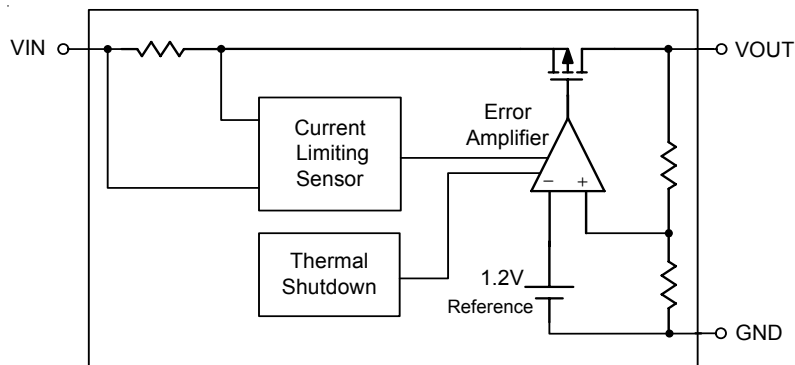 VIN
VOUT
Current
Limiting
Sensor
Error
Amplifier
− +
Thermal
Shutdown
1.2V
Reference
GND